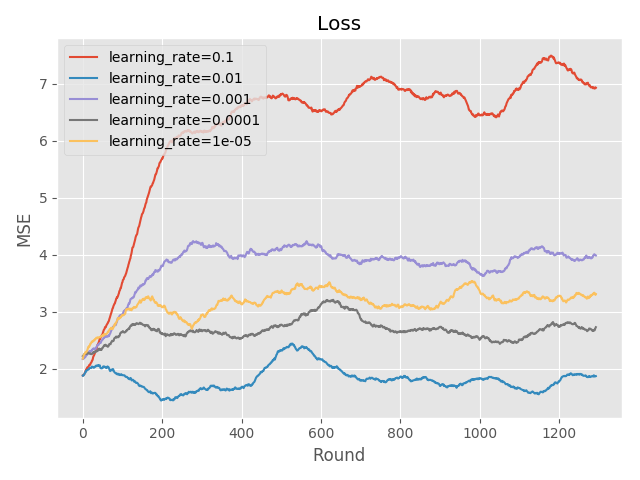 Loss
learning_rate=0.1
learning_rate=0.01
learning_rate=0.001
learning_rate=0.0001
learning_rate=1e-05
MSE
7
6
5
4
3
2
0 200 400 600 800 1000 1200
Round